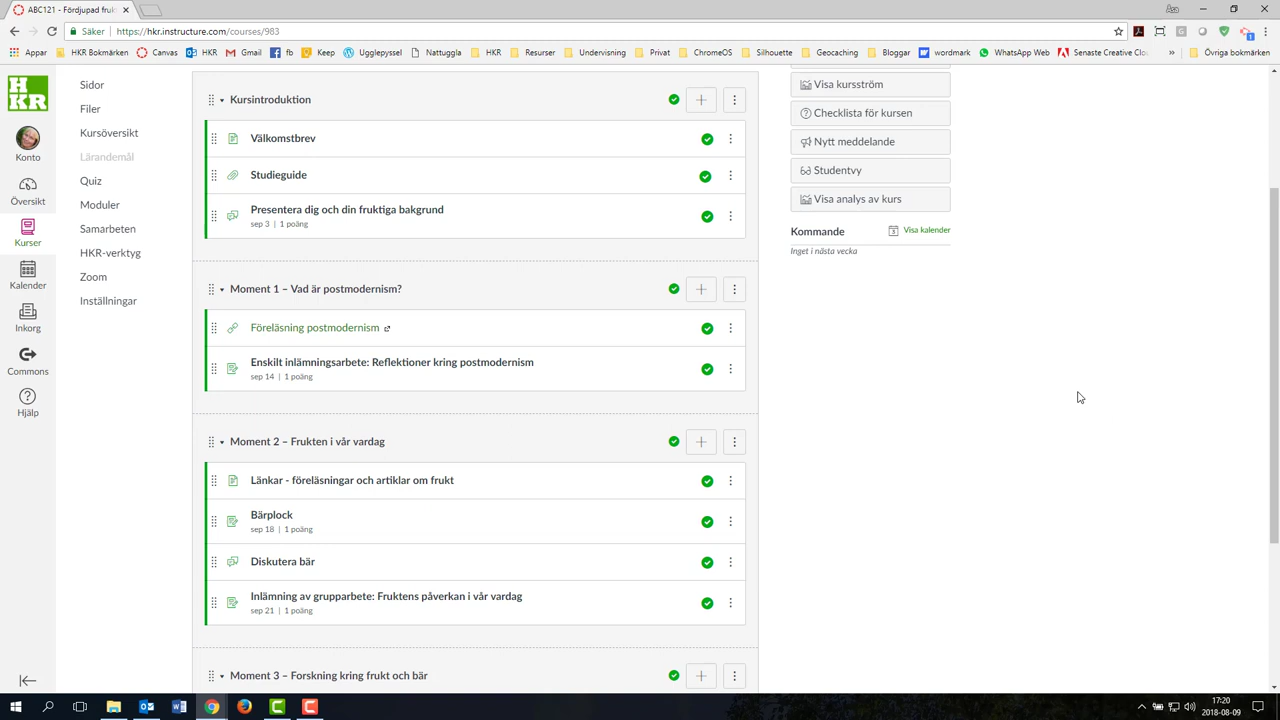 ABC121 - Fördjupad frukt
Säker
https://hkr.instructure.com/courses/983
Appar
HKR Bokmärken
Canvas
HKR
Gmail
fb
Keep
Ugglepyssel
Nattuggla
HKR
Resurser
Undervisning
Privat
ChromeOS
Silhouette
Geocaching
Bloggar
wordmark
WhatsApp Web
Senaste Creative Clo
»
Övriga bokmärken
HKR
Konto
Översikt
Kurser
Kalender
Inkorg
Commons
Hjälp
Sidor
Filer
Kursöversikt
Lärandemål
Quiz
Moduler
Samarbeten
HKR-verktyg
Zoom
Inställningar
Kursintroduktion
Välkomstbrev
Studieguide
Presentera dig och din fruktiga bakgrund
sep 3 | 1 poäng
Moment 1 – Vad är postmodernism?
Föreläsning postmodernism
Enskilt inlämningsarbete: Reflektioner kring postmodernism
sep 14 | 1 poäng
Moment 2 – Frukten i vår vardag
Länkar - föreläsningar och artiklar om frukt
Bärplock
sep 18 | 1 poäng
Diskutera bär
Inlämning av grupparbete: Fruktens påverkan i vår vardag
sep 21 | 1 poäng
Moment 3 – Forskning kring frukt och bär
Visa kursström
Checklista för kursen
Nytt meddelande
Studentvy
Visa analys av kurs
Kommande
Visa kalender
Inget i nästa vecka
17:20
2018-08-09